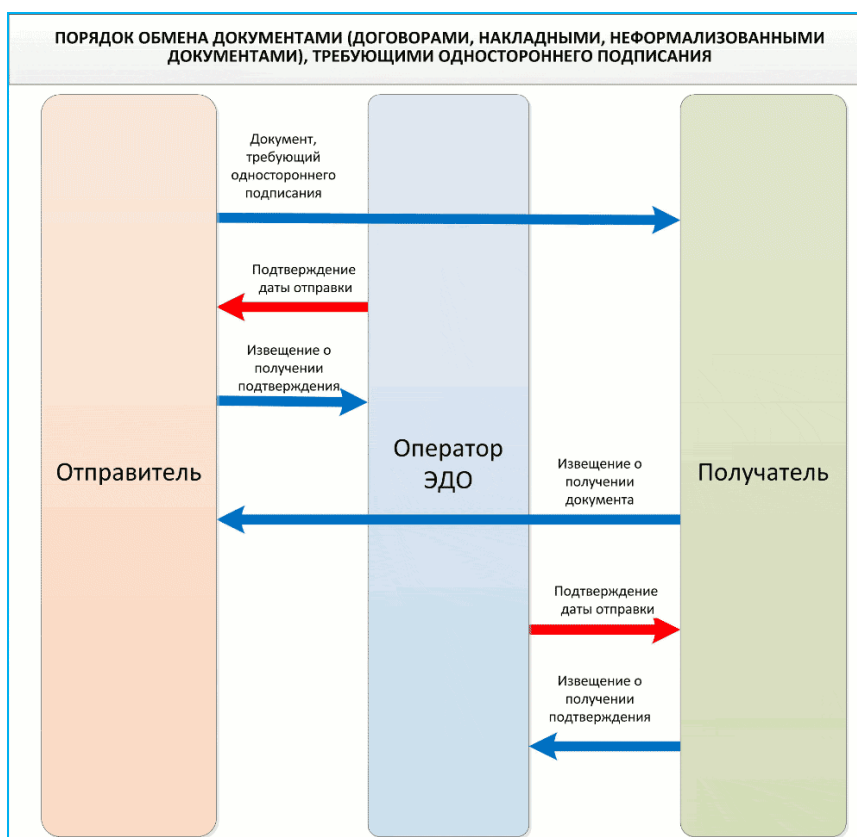 ПОРЯДОК ОБМЕНА ДОКУМЕНТАМИ (ДОГОВОРАМИ, НАКЛАДНЫМИ, НЕФОРМАЛИЗОВАННЫМИ
ДОКУМЕНТАМИ), ТРЕБУЮЩИМИ ОДНОСТОРОННЕГО ПОДПИСАНИЯ
Документ,
требующий
одностороннего
подписания
Подтверждение
даты отправки
Извещение о
получении
подтверждения
Отправитель
Оператор
ЭДО
Извещение о
получении
документа
Получатель
Подтверждение
даты отправки
Извещение о
получении
подтверждения